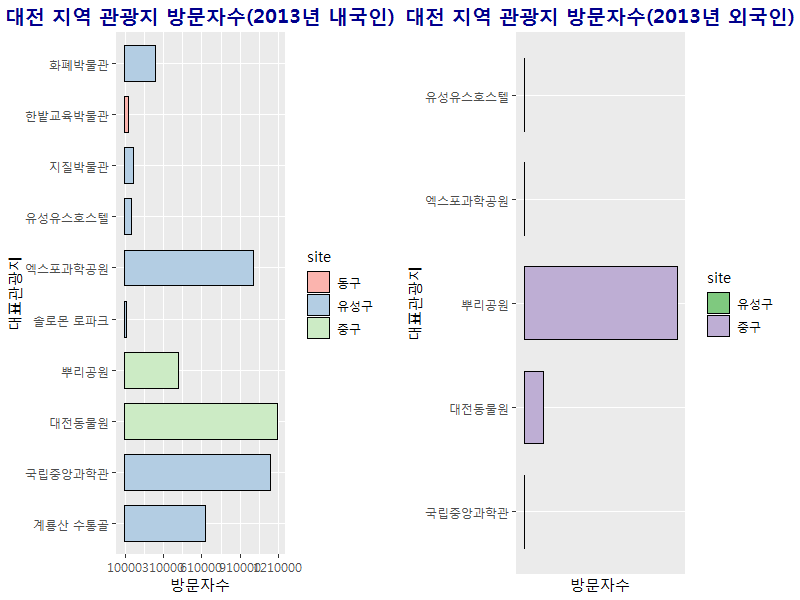 대전 지역 관광지 방문자수(2013년 내국인)
대표관광지
화폐박물관
한밭교육박물관
지질박물관
유성유스호스텔
엑스포과학공원
솔로몬 로파크
뿌리공원
대전동물원
국립중앙과학관
계룡산 수통골
10000 310000 610000 910000 1210000
방문자수
site
동구
유성구
중구
대전 지역 관광지 방문자수(2013년 외국인)
대표관광지
유성유스호스텔
엑스포과학공원
뿌리공원
대전동물원
국립중앙과학관
방문자수
site
유성구
중구